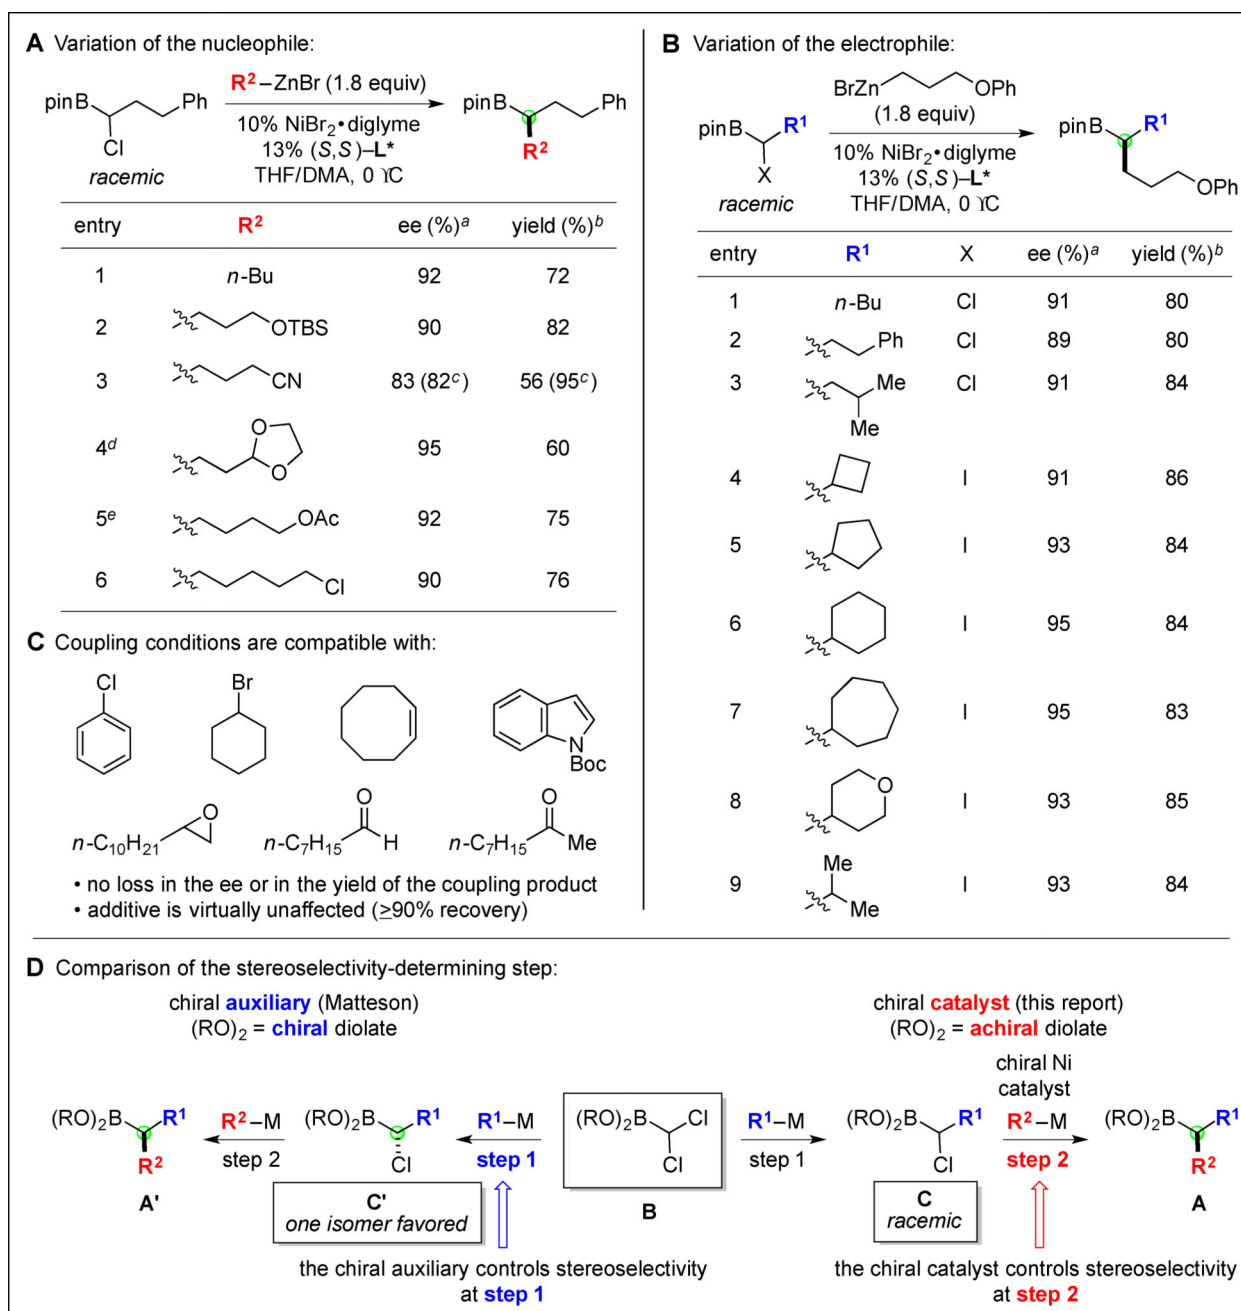 A Variation of the nucleophile:
pinB
Ph
Cl
racemic
R²–ZnBr (1.8 equiv)
10% NiBr₂•diglyme
13% (S,S)–L*
THF/DMA, 0 ϒC
pinB
Ph
R²
entry R² ee (%)ᵃ yield (%)ᵇ
1 n-Bu 92 72
2 OTBS 90 82
3 CN 83 (82ᶜ) 56 (95ᶜ)
4ᵈ O O 95 60
5ᵉ OAc 92 75
6 Cl 90 76
B Variation of the electrophile:
pinB R¹
X
racemic
BrZn OPh
(1.8 equiv)
10% NiBr₂•diglyme
13% (S,S)–L*
THF/DMA, 0 ϒC
pinB R¹
OPh
entry R¹ X ee (%)ᵃ yield (%)ᵇ
1 n-Bu Cl 91 80
2 Ph Cl 89 80
3 Me Me Cl 91 84
4 I 91 86
5 I 93 84
6 I 95 84
7 I 95 83
8 O I 93 85
9 Me Me I 93 84
C Coupling conditions are compatible with:
Cl
Br
N
Boc
n-C₁₀H₂₁ O
n-C₇H₁₅ O H
n-C₇H₁₅ O Me
• no loss in the ee or in the yield of the coupling product
• additive is virtually unaffected (≥90% recovery)
D Comparison of the stereoselectivity-determining step:
chiral auxiliary (Matteson)
(RO)₂ = chiral diolate
chiral catalyst (this report)
(RO)₂ = achiral diolate
(RO)₂B R¹
R²
A'
R²–M
step 2
(RO)₂B R¹
Cl
C'
one isomer favored
R¹–M
step 1
(RO)₂B Cl
Cl
B
R¹–M
step 1
(RO)₂B R¹
Cl
C
racemic
chiral Ni
catalyst
R²–M
step 2
(RO)₂B R¹
R²
A
the chiral auxiliary controls stereoselectivity
at step 1
the chiral catalyst controls stereoselectivity
at step 2